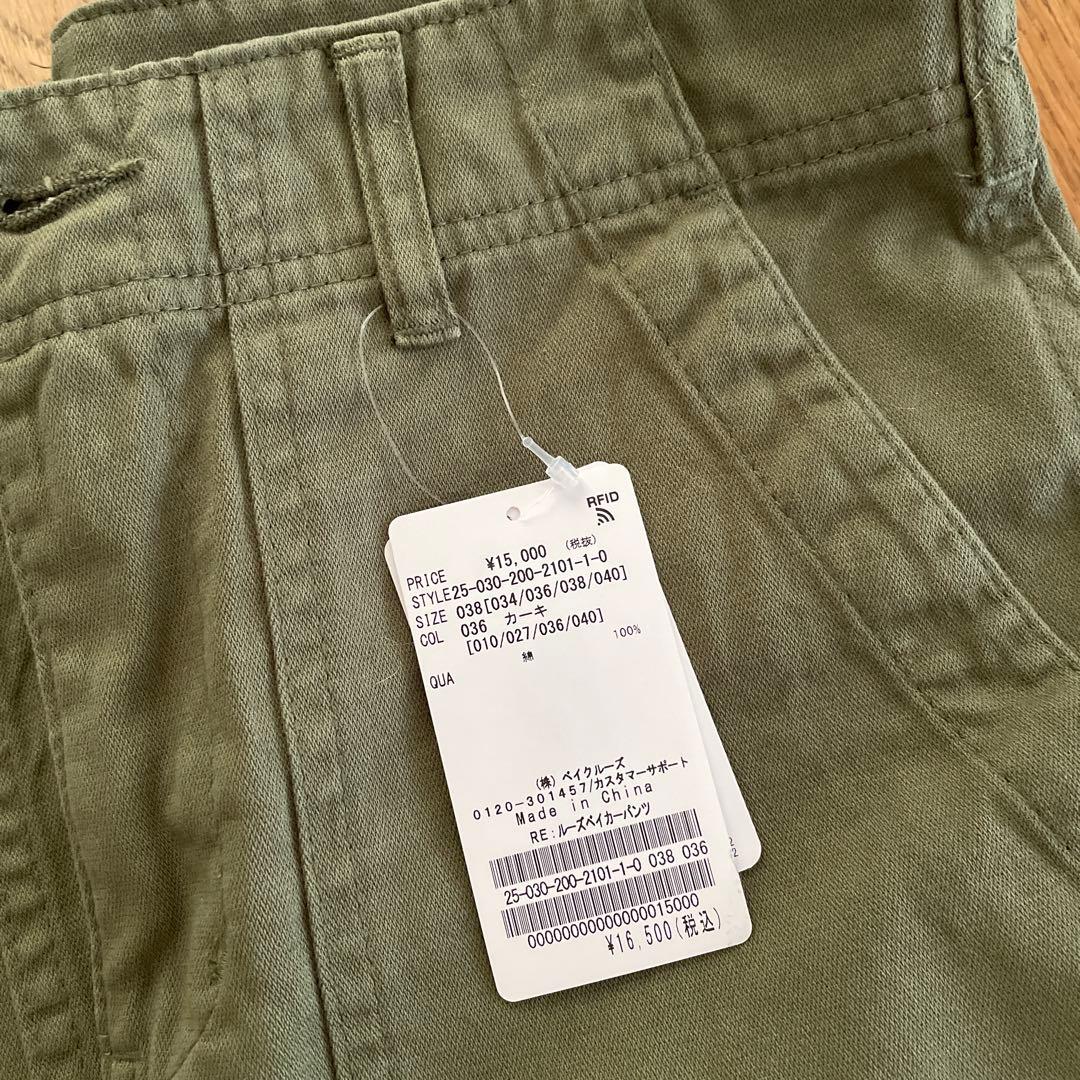 RFID
PRICE ¥15,000 (税抜)
STYLE25-030-200-2101-1-0
SIZE 038[034/036/038/040]
COL 036 カーキ
[010/027/036/040]
綿 100%
QUA
(株) ベイクルーズ
0120-301457/カスタマーサポート
Made in China
RE:ルーズベイカーパンツ
25-030-200-2101-1-0 038 036
¥16,500(税込)